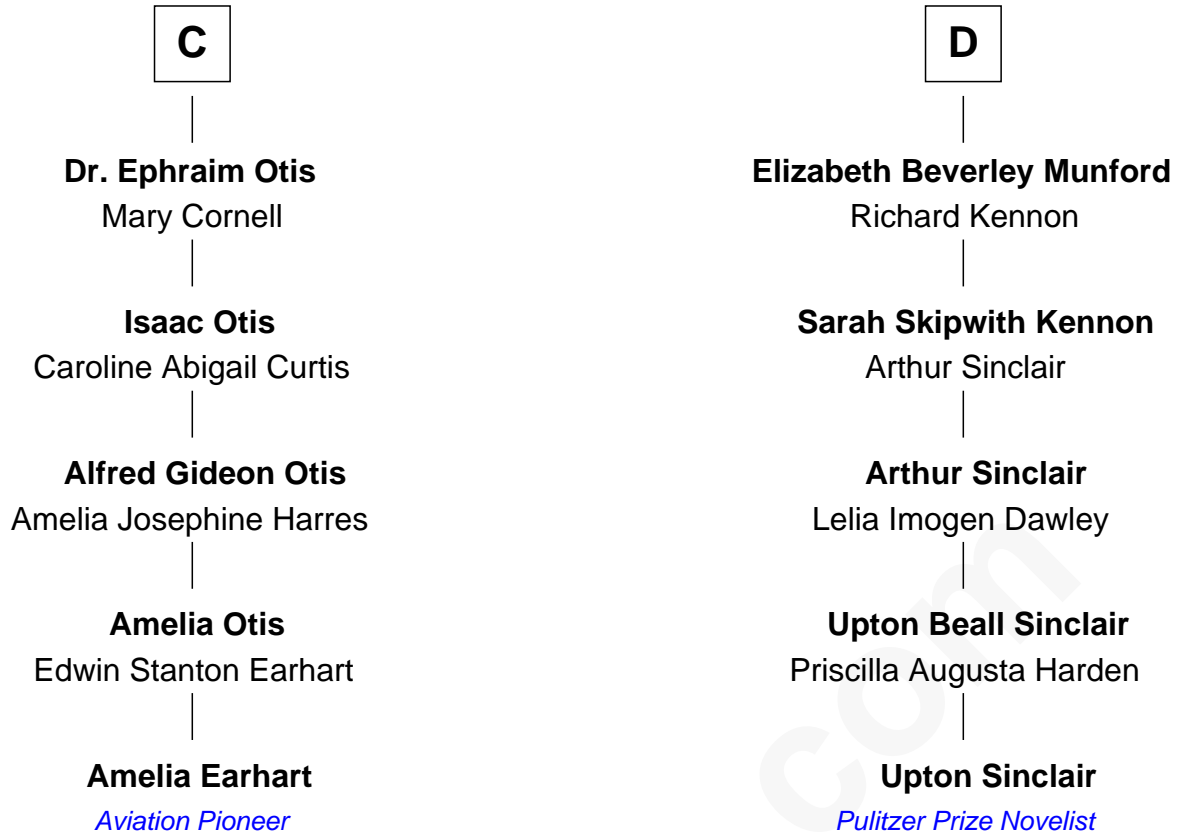 C
Dr. Ephraim Otis
Mary Cornell
Isaac Otis
Caroline Abigail Curtis
Alfred Gideon Otis
Amelia Josephine Harres
Amelia Otis
Edwin Stanton Earhart
Amelia Earhart
Aviation Pioneer
D
Elizabeth Beverley Munford
Richard Kennon
Sarah Skipwith Kennon
Arthur Sinclair
Arthur Sinclair
Lelia Imogen Dawley
Upton Beall Sinclair
Priscilla Augusta Harden
Upton Sinclair
Pulitzer Prize Novelist
com